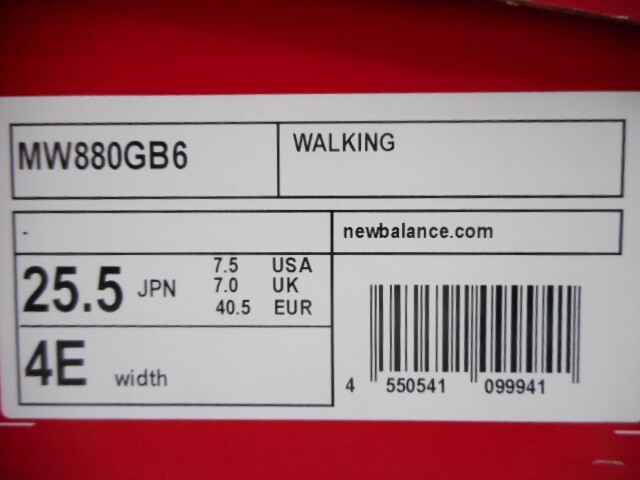 MW880GB6
WALKING
-
newbalance.com
25.5 JPN
7.5 USA
7.0 UK
40.5 EUR
4E width
4 550541 099941